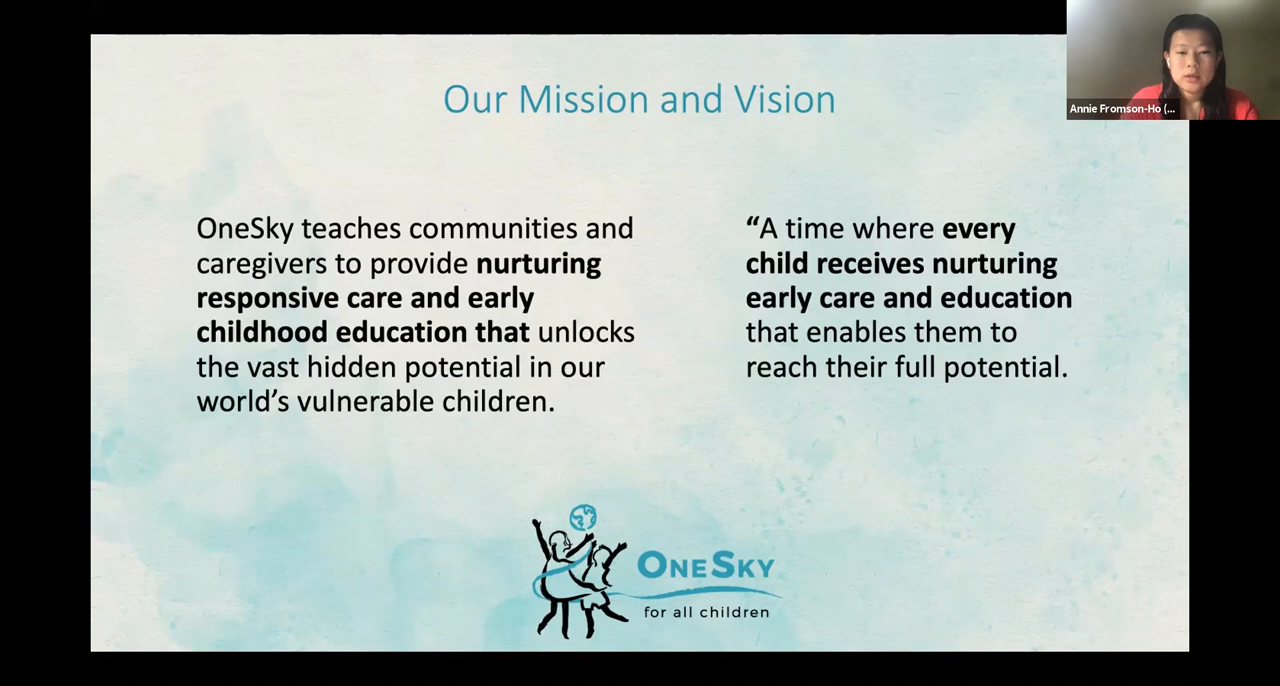 Our Mission and Vision
Annie Fromson-Ho (...
OneSky teaches communities and
caregivers to provide nurturing
responsive care and early
childhood education that unlocks
the vast hidden potential in our
world’s vulnerable children.
“A time where every
child receives nurturing
early care and education
that enables them to
reach their full potential.
ONESKY
for all children